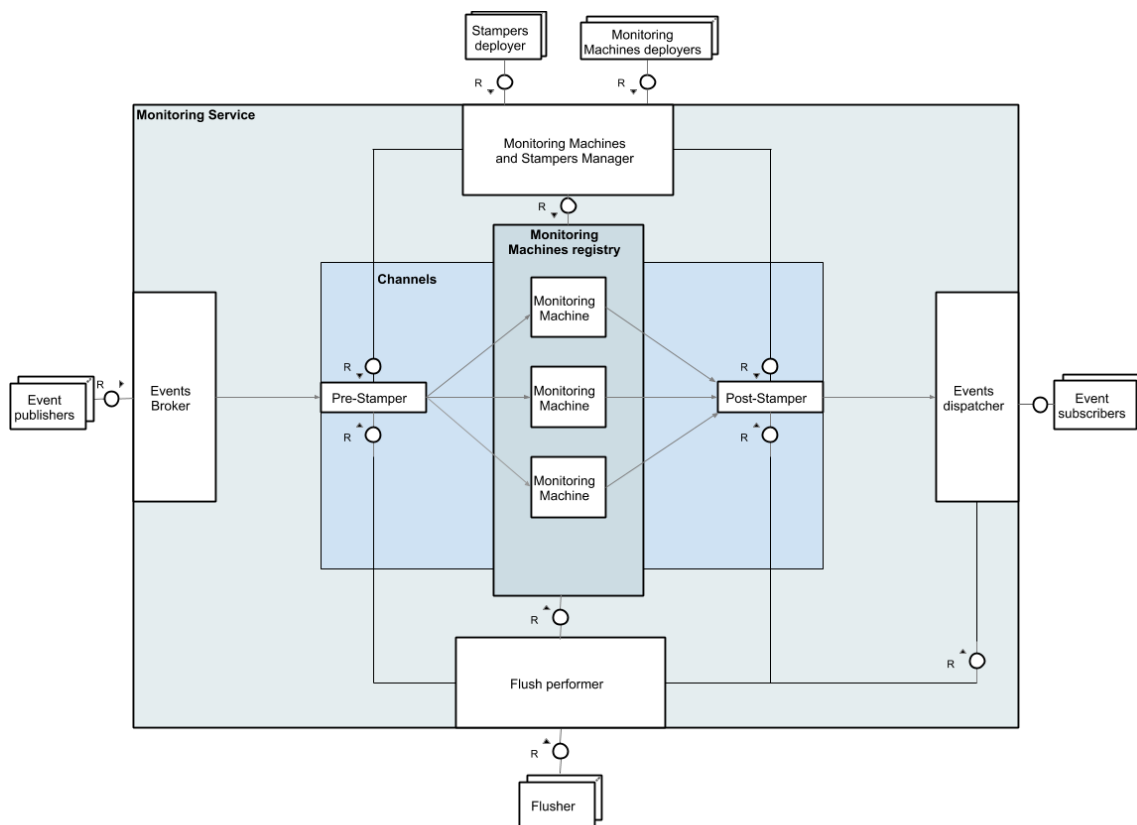 Stampers
deployer
Monitoring
Machines deployers
R
R
Monitoring Service
Monitoring Machines
and Stampers Manager
R
Monitoring
Machines registry
Channels
Monitoring
Machine
R
R
Event
publishers
R
Events
Broker
Pre-Stamper
Monitoring
Machine
Post-Stamper
Events
dispatcher
Event
subscribers
R
R
Monitoring
Machine
R
Flush performer
R
R
Flusher